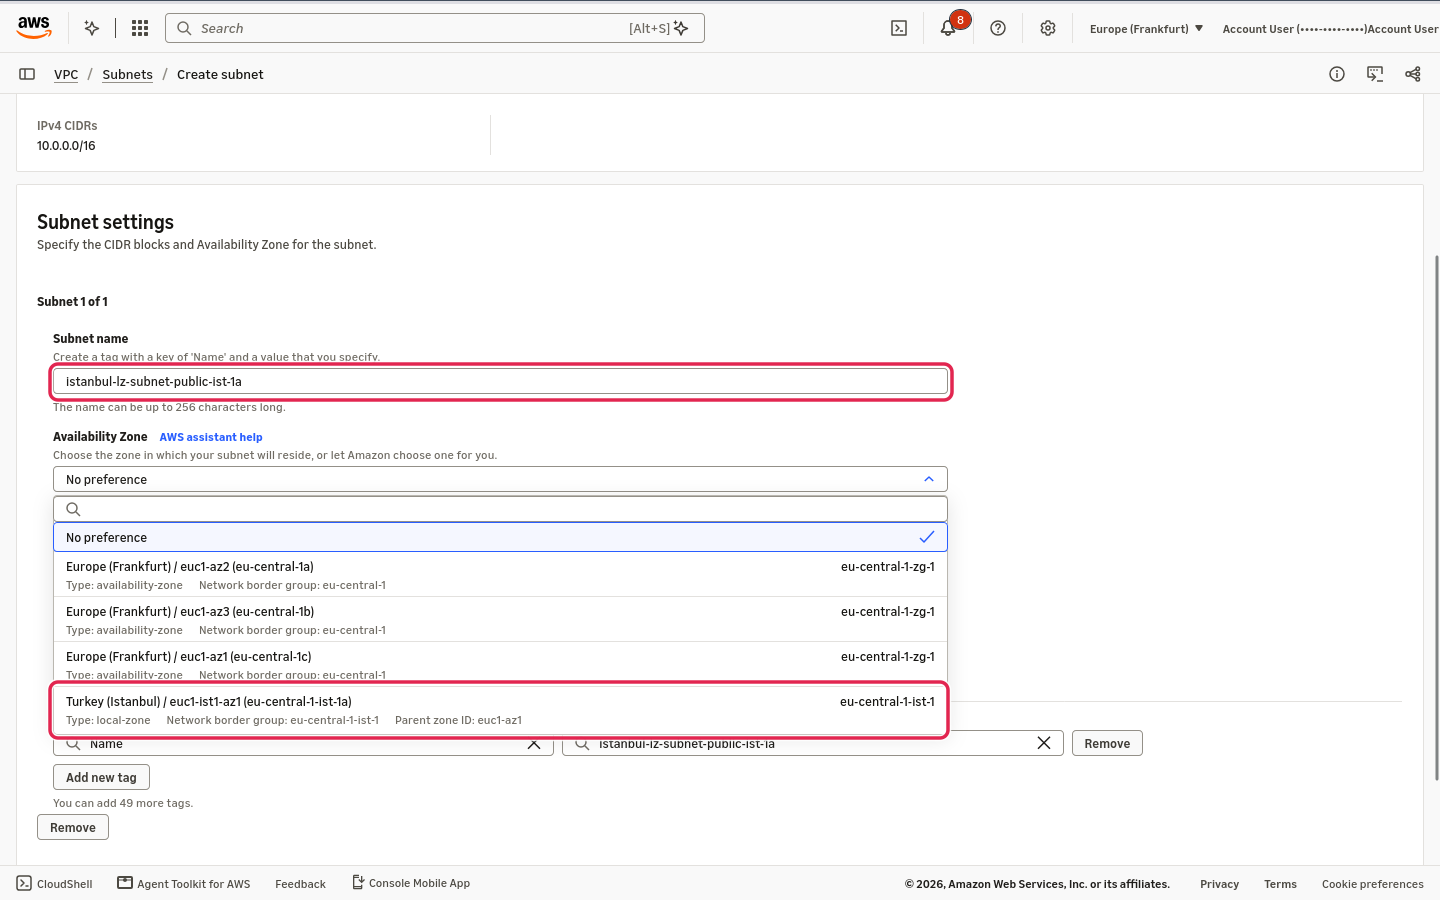 aws
Search
[Alt+S]
8
Europe (Frankfurt)
Account User (••••-••••-••••)Account User
VPC / Subnets / Create subnet
IPv4 CIDRs
10.0.0.0/16
Subnet settings
Specify the CIDR blocks and Availability Zone for the subnet.
Subnet 1 of 1
Subnet name
Create a tag with a key of 'Name' and a value that you specify.
istanbul-lz-subnet-public-ist-1a
The name can be up to 256 characters long.
Availability Zone AWS assistant help
Choose the zone in which your subnet will reside, or let Amazon choose one for you.
No preference
No preference
Europe (Frankfurt) / euc1-az2 (eu-central-1a) eu-central-1-zg-1
Type: availability-zone Network border group: eu-central-1
Europe (Frankfurt) / euc1-az3 (eu-central-1b) eu-central-1-zg-1
Type: availability-zone Network border group: eu-central-1
Europe (Frankfurt) / euc1-az1 (eu-central-1c) eu-central-1-zg-1
Type: availability-zone Network border group: eu-central-1
Turkey (Istanbul) / euc1-ist1-az1 (eu-central-1-ist-1a) eu-central-1-ist-1
Type: local-zone Network border group: eu-central-1-ist-1 Parent zone ID: euc1-az1
Name istanbul-lz-subnet-public-ist-1a Remove
Add new tag
You can add 49 more tags.
Remove
CloudShell Agent Toolkit for AWS Feedback Console Mobile App © 2026, Amazon Web Services, Inc. or its affiliates. Privacy Terms Cookie preferences